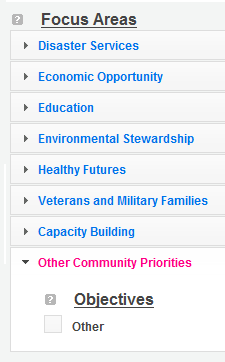 ? Focus Areas
Disaster Services
Economic Opportunity
Education
Environmental Stewardship
Healthy Futures
Veterans and Military Families
Capacity Building
Other Community Priorities
? Objectives
Other